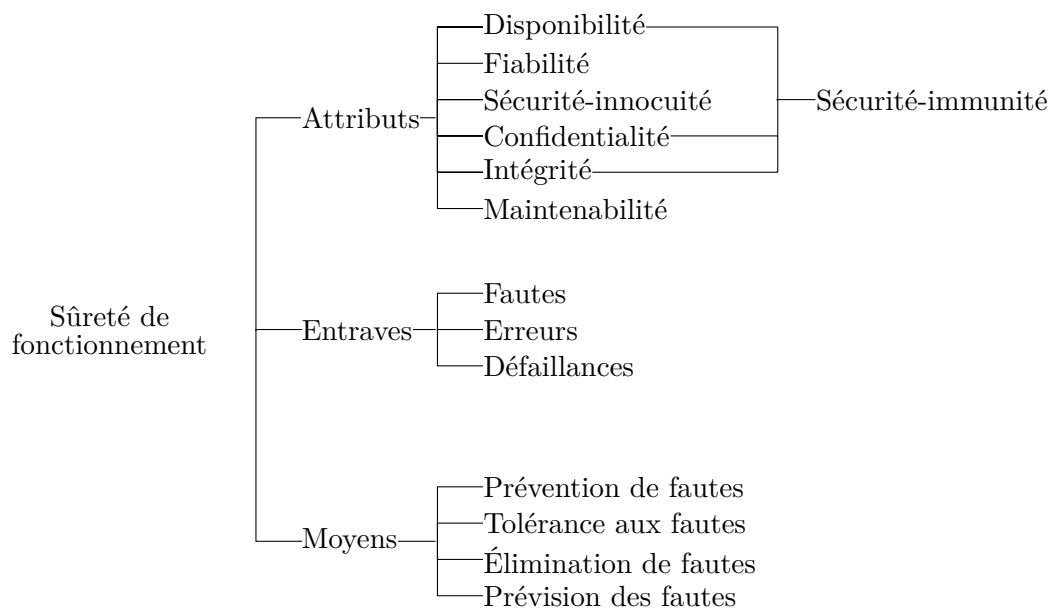 Disponibilité
Fiabilité
Sécurité-innocuité
Sécurité-immunité
Attributs
Confidentialité
Intégrité
Maintenabilité
Sûreté de
fonctionnement
Fautes
Entraves
Erreurs
Défaillances
Prévention de fautes
Tolérance aux fautes
Moyens
Élimination de fautes
Prévision des fautes